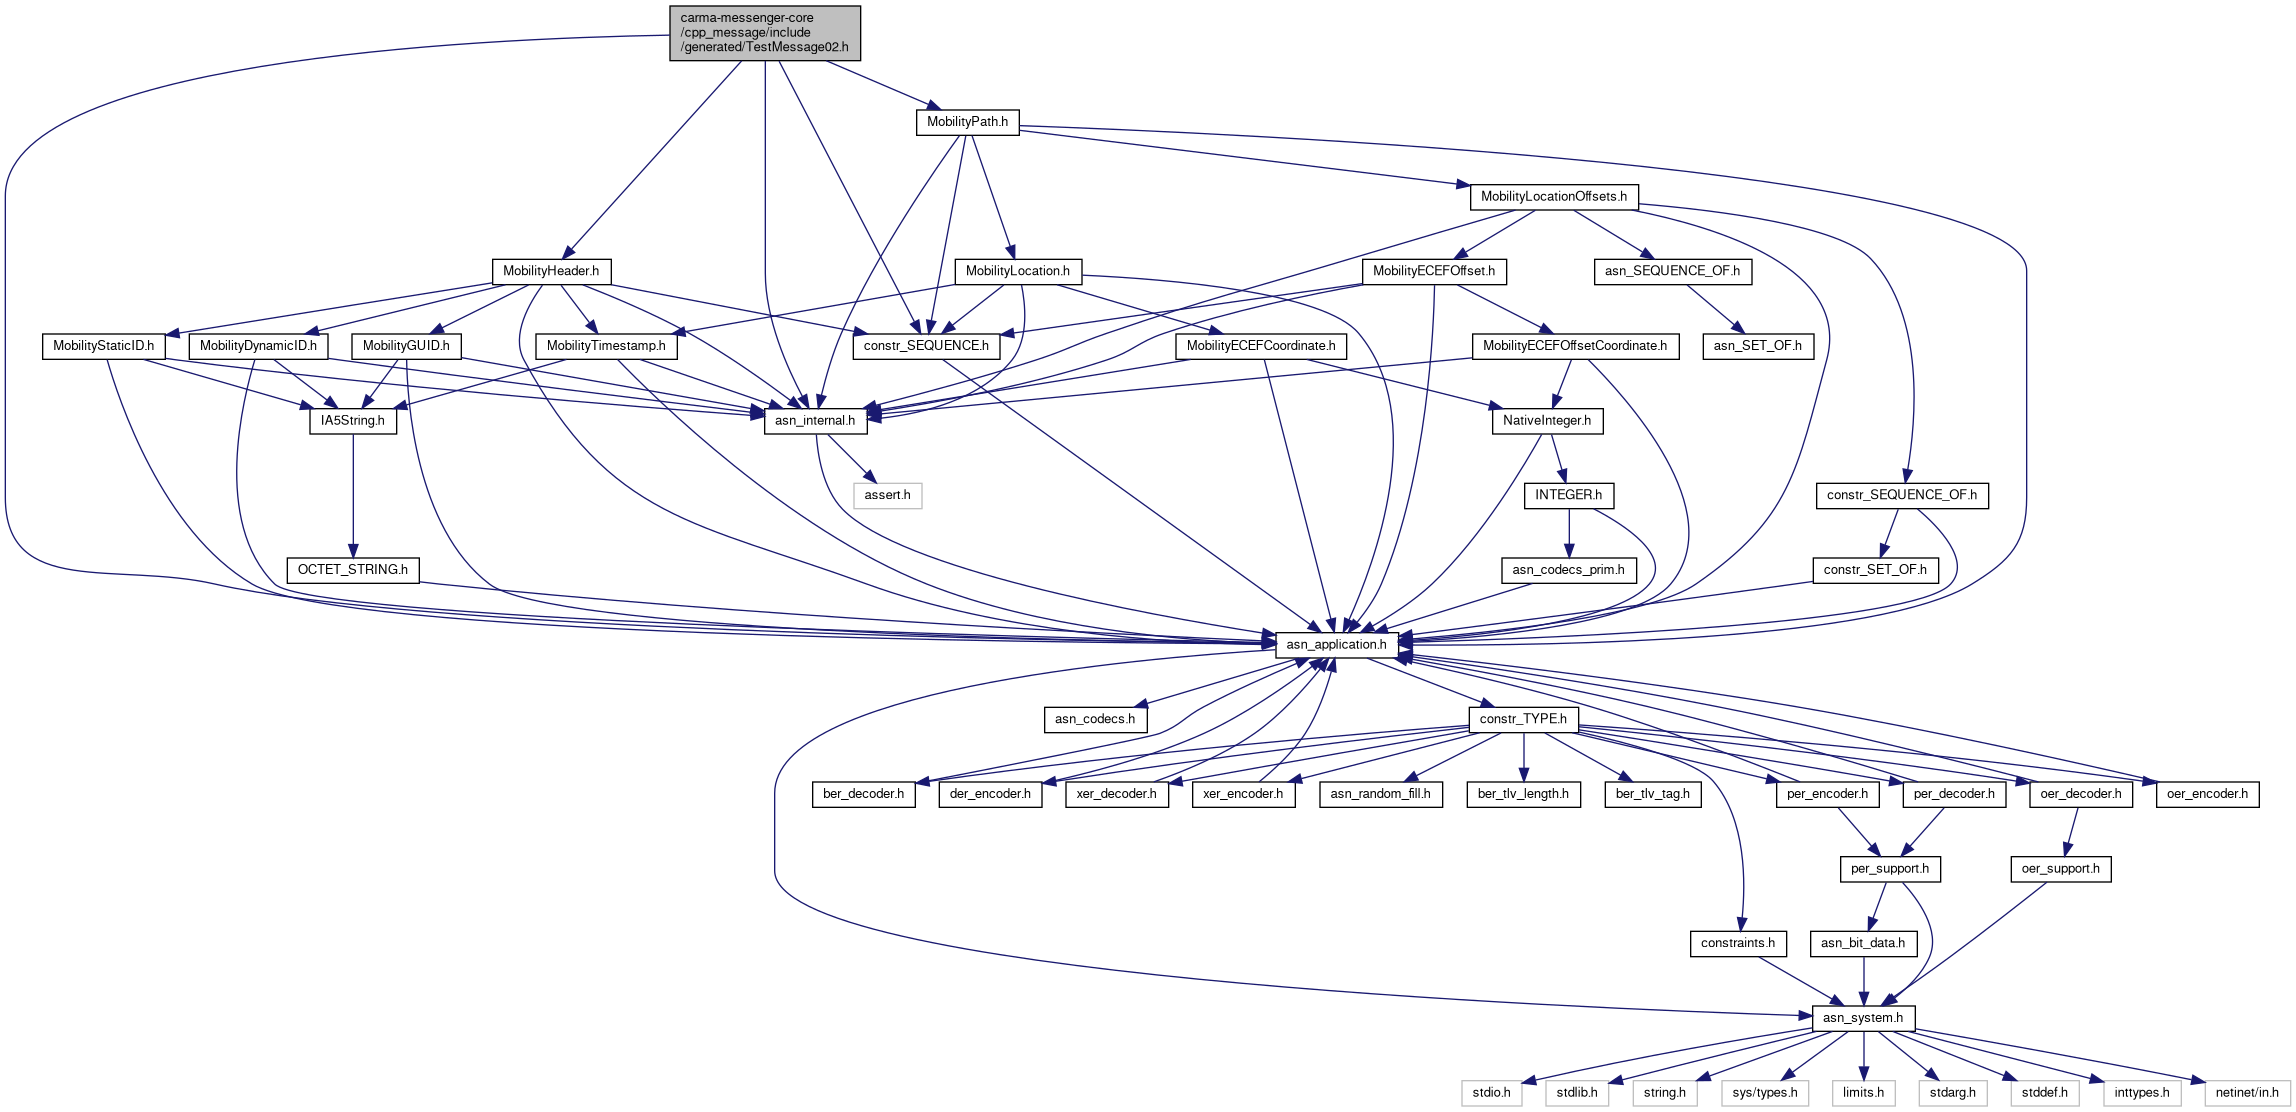 carma-messenger-core
/cpp_message/include
/generated/TestMessage02.h
MobilityPath.h
MobilityLocationOffsets.h
MobilityHeader.h
MobilityLocation.h
MobilityECEFOffset.h
asn_SEQUENCE_OF.h
MobilityStaticID.h
MobilityDynamicID.h
MobilityGUID.h
MobilityTimestamp.h
constr_SEQUENCE.h
MobilityECEFCoordinate.h
MobilityECEFOffsetCoordinate.h
asn_SET_OF.h
IA5String.h
asn_internal.h
NativeInteger.h
assert.h
INTEGER.h
constr_SEQUENCE_OF.h
OCTET_STRING.h
asn_codecs_prim.h
constr_SET_OF.h
asn_application.h
asn_codecs.h
constr_TYPE.h
ber_decoder.h
der_encoder.h
xer_decoder.h
xer_encoder.h
asn_random_fill.h
ber_tlv_length.h
ber_tlv_tag.h
per_encoder.h
per_decoder.h
oer_decoder.h
oer_encoder.h
per_support.h
oer_support.h
constraints.h
asn_bit_data.h
asn_system.h
stdio.h
stdlib.h
string.h
sys/types.h
limits.h
stdarg.h
stddef.h
inttypes.h
netinet/in.h